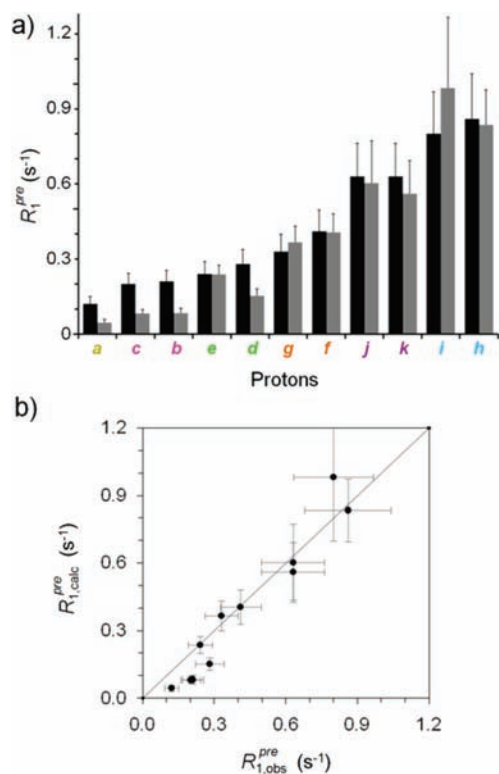 a)
R₁ᵖʳᵉ (s⁻¹)
1.2
0.9
0.6
0.3
0
a c b e d g f j k i h
Protons
b)
R₁,calcᵖʳᵉ (s⁻¹)
1.2
0.9
0.6
0.3
0.0
0.0 0.3 0.6 0.9 1.2
R₁,obsᵖʳᵉ (s⁻¹)